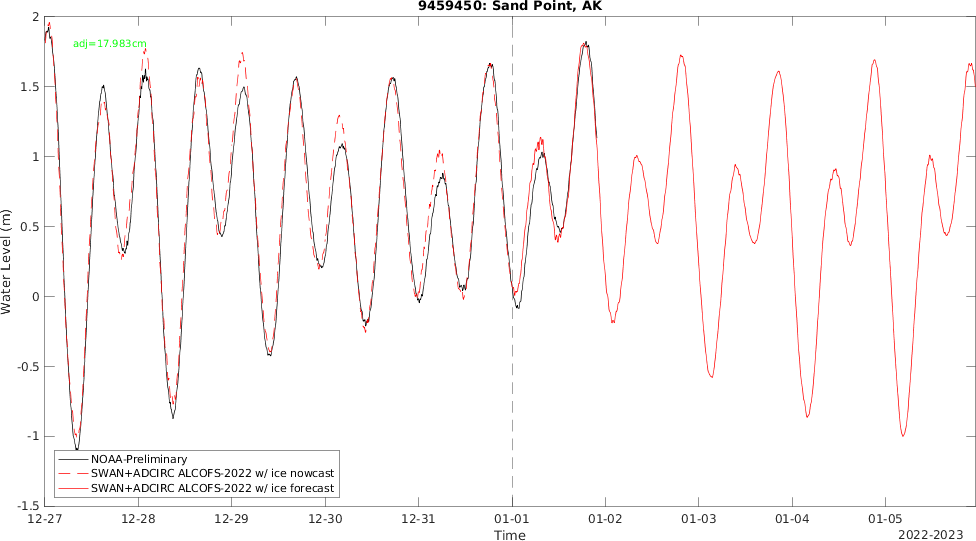 9459450: Sand Point, AK
adj=17.983cm
Water Level (m)
2
1.5
1
0.5
0
-0.5
-1
-1.5
NOAA-Preliminary
SWAN+ADCIRC ALCOFS-2022 w/ ice nowcast
SWAN+ADCIRC ALCOFS-2022 w/ ice forecast
12-27 12-28 12-29 12-30 12-31 01-01 01-02 01-03 01-04 01-05
Time
2022-2023